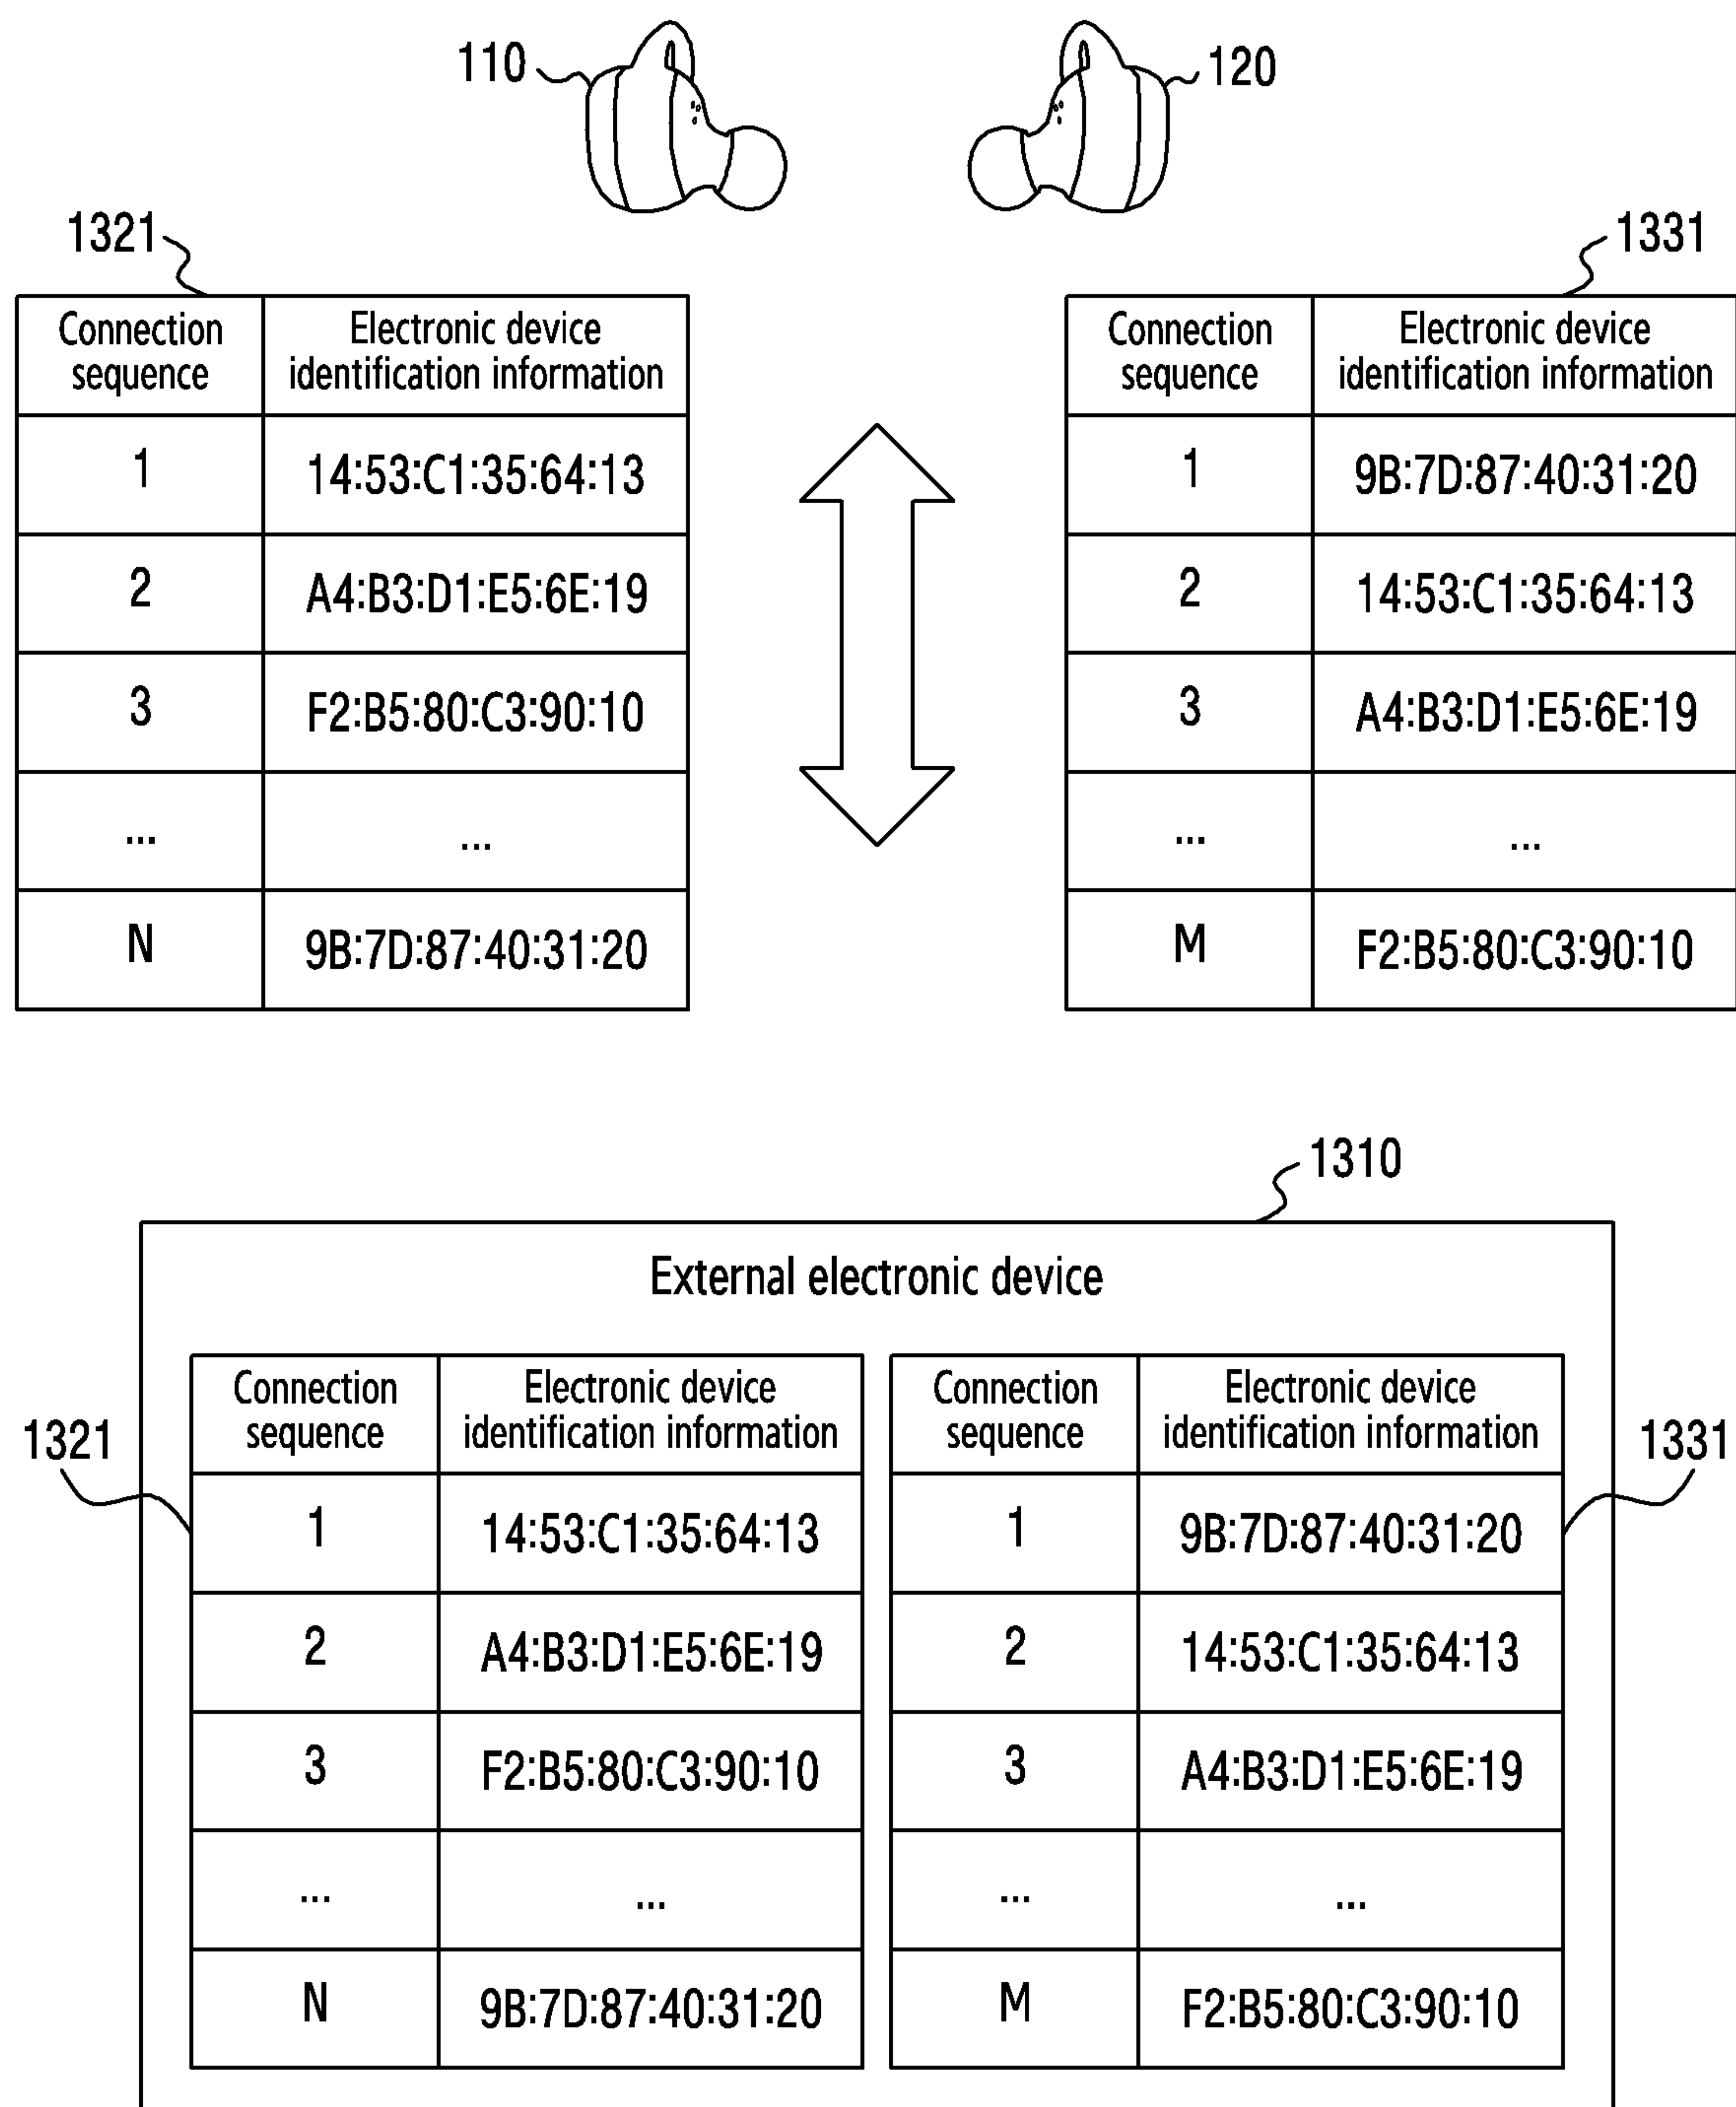 110
120
1321
1331
Connection
sequence
Electronic device
identification information
1
14:53:C1:35:64:13
2
A4:B3:D1:E5:6E:19
3
F2:B5:80:C3:90:10
...
...
N
9B:7D:87:40:31:20
Connection
sequence
Electronic device
identification information
1
9B:7D:87:40:31:20
2
14:53:C1:35:64:13
3
A4:B3:D1:E5:6E:19
...
...
M
F2:B5:80:C3:90:10
1310
External electronic device
1321
Connection
sequence
Electronic device
identification information
1
14:53:C1:35:64:13
2
A4:B3:D1:E5:6E:19
3
F2:B5:80:C3:90:10
...
...
N
9B:7D:87:40:31:20
1331
Connection
sequence
Electronic device
identification information
1
9B:7D:87:40:31:20
2
14:53:C1:35:64:13
3
A4:B3:D1:E5:6E:19
...
...
M
F2:B5:80:C3:90:10